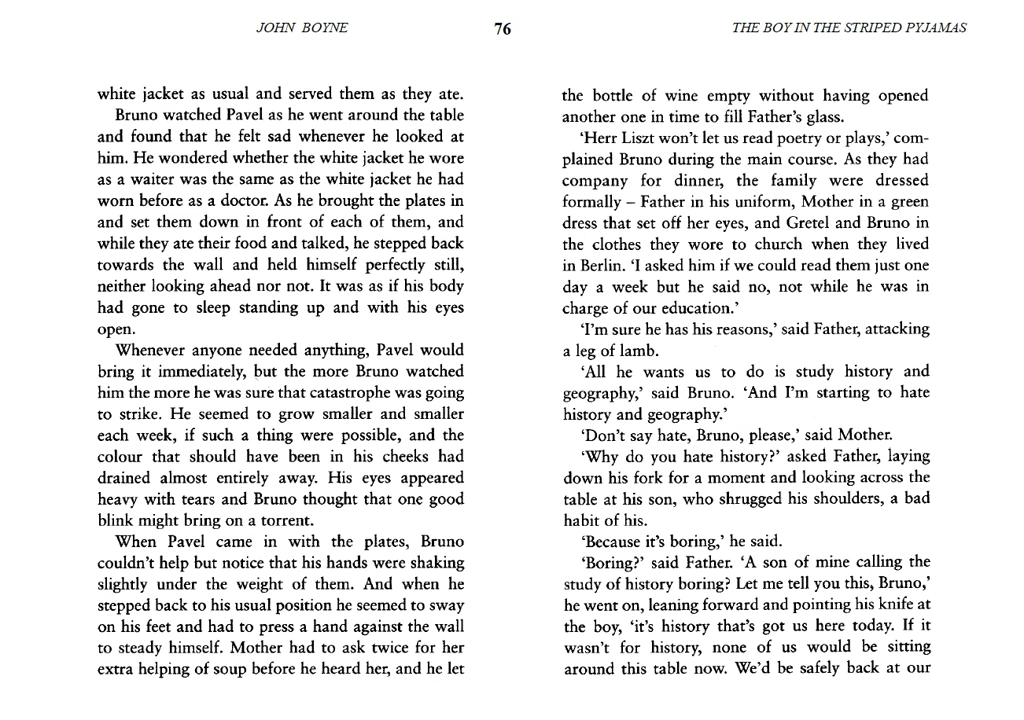 JOHN BOYNE
76
THE BOY IN THE STRIPED PYJAMAS
white jacket as usual and served them as they ate.
Bruno watched Pavel as he went around the table
and found that he felt sad whenever he looked at
him. He wondered whether the white jacket he wore
as a waiter was the same as the white jacket he had
worn before as a doctor. As he brought the plates in
and set them down in front of each of them, and
while they ate their food and talked, he stepped back
towards the wall and held himself perfectly still,
neither looking ahead nor not. It was as if his body
had gone to sleep standing up and with his eyes
open.
Whenever anyone needed anything, Pavel would
bring it immediately, but the more Bruno watched
him the more he was sure that catastrophe was going
to strike. He seemed to grow smaller and smaller
each week, if such a thing were possible, and the
colour that should have been in his cheeks had
drained almost entirely away. His eyes appeared
heavy with tears and Bruno thought that one good
blink might bring on a torrent.
When Pavel came in with the plates, Bruno
couldn't help but notice that his hands were shaking
slightly under the weight of them. And when he
stepped back to his usual position he seemed to sway
on his feet and had to press a hand against the wall
to steady himself. Mother had to ask twice for her
extra helping of soup before he heard her, and he let
the bottle of wine empty without having opened
another one in time to fill Father's glass.
‘Herr Liszt won't let us read poetry or plays,’ com-
plained Bruno during the main course. As they had
company for dinner, the family were dressed
formally – Father in his uniform, Mother in a green
dress that set off her eyes, and Gretel and Bruno in
the clothes they wore to church when they lived
in Berlin. ‘I asked him if we could read them just one
day a week but he said no, not while he was in
charge of our education.’
‘I'm sure he has his reasons,’ said Father, attacking
a leg of lamb.
‘All he wants us to do is study history and
geography,’ said Bruno. ‘And I'm starting to hate
history and geography.’
‘Don't say hate, Bruno, please,’ said Mother.
‘Why do you hate history?’ asked Father, laying
down his fork for a moment and looking across the
table at his son, who shrugged his shoulders, a bad
habit of his.
‘Because it's boring,’ he said.
‘Boring?’ said Father. ‘A son of mine calling the
study of history boring? Let me tell you this, Bruno,’
he went on, leaning forward and pointing his knife at
the boy, ‘it's history that's got us here today. If it
wasn't for history, none of us would be sitting
around this table now. We'd be safely back at our